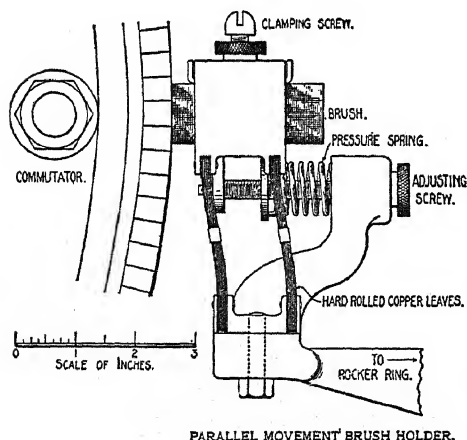 CLAMPING SCREW.
BRUSH.
PRESSURE SPRING.
COMMUTATOR.
ADJUSTING
SCREW.
HARD ROLLED COPPER LEAVES.
0 1 2 3
SCALE OF INCHES.
TO
ROCKER RING.
PARALLEL MOVEMENT BRUSH HOLDER.